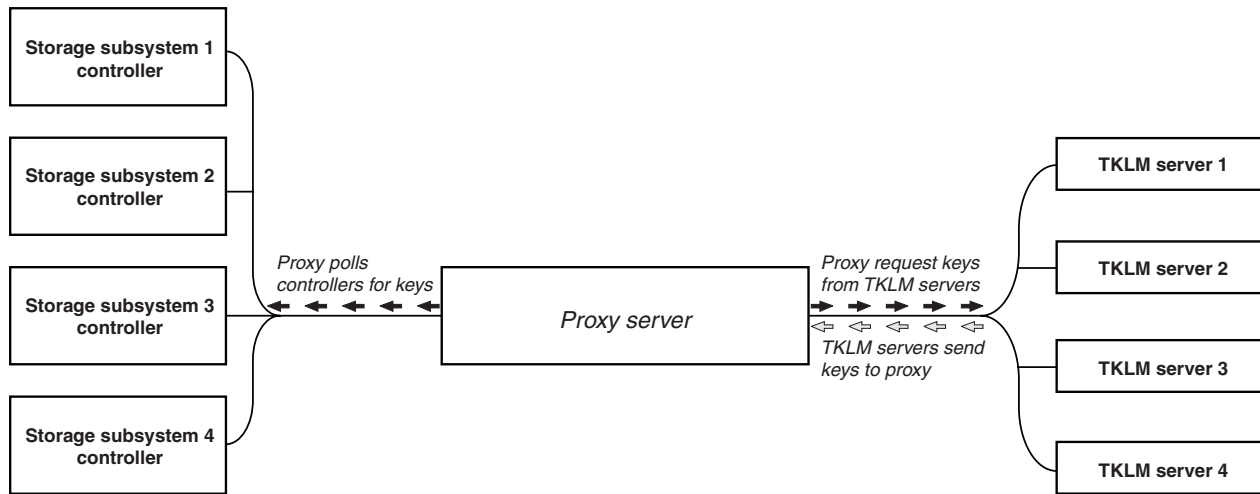 Storage subsystem 1
controller
Storage subsystem 2
controller
Storage subsystem 3
controller
Storage subsystem 4
controller
Proxy polls
controllers for keys
Proxy server
Proxy request keys
from TKLM servers
TKLM servers send
keys to proxy
TKLM server 1
TKLM server 2
TKLM server 3
TKLM server 4